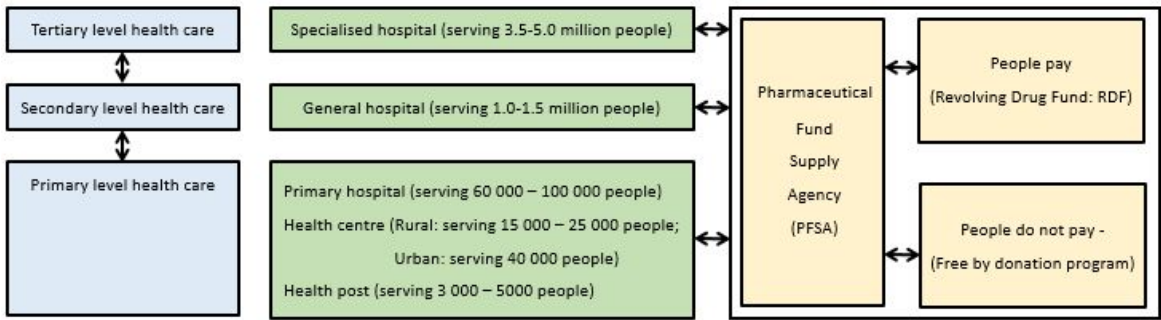 Tertiary level health care
Specialised hospital (serving 3.5-5.0 million people)
Secondary level health care
General hospital (serving 1.0-1.5 million people)
Primary level health care
Primary hospital (serving 60 000 – 100 000 people)
Health centre (Rural: serving 15 000 – 25 000 people;
Urban: serving 40 000 people)
Health post (serving 3 000 – 5000 people)
Pharmaceutical
Fund
Supply
Agency
(PFSA)
People pay
(Revolving Drug Fund: RDF)
People do not pay -
(Free by donation program)